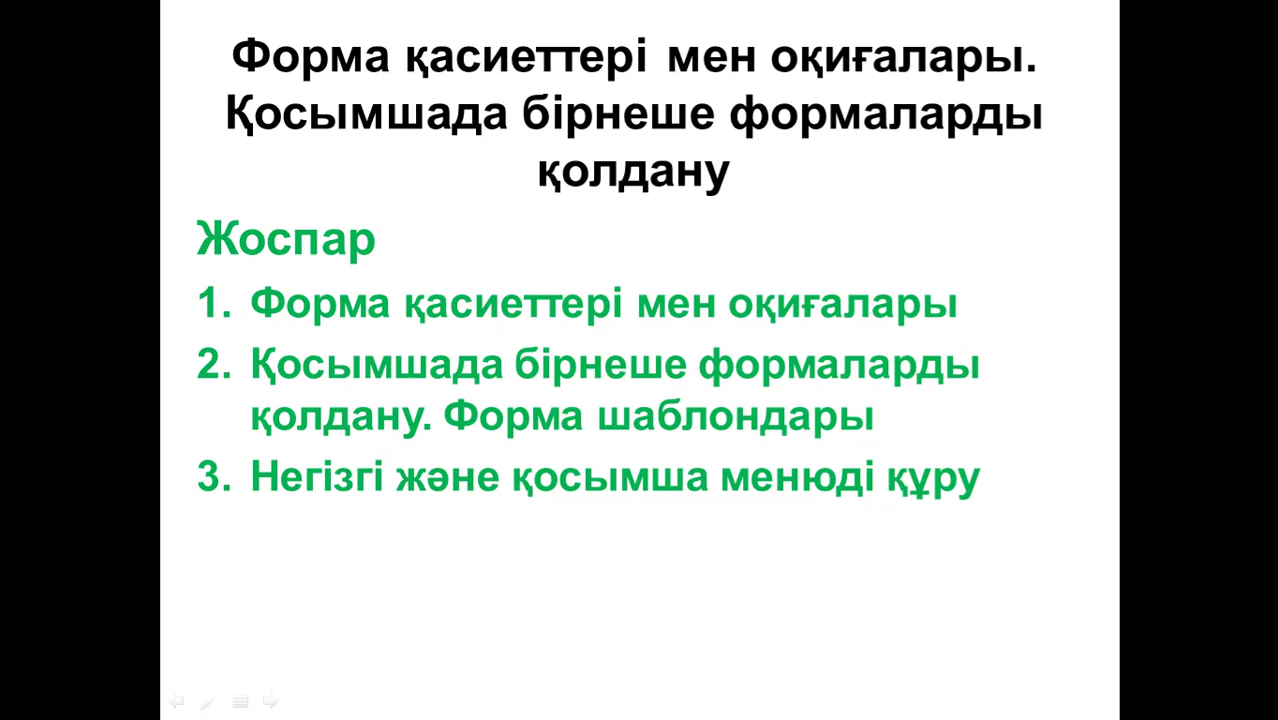 Форма қасиеттері мен оқиғалары.
Қосымшада бірнеше формаларды
қолдану
Жоспар
1. Форма қасиеттері мен оқиғалары
2. Қосымшада бірнеше формаларды
қолдану. Форма шаблондары
3. Негізгі және қосымша менюді құру